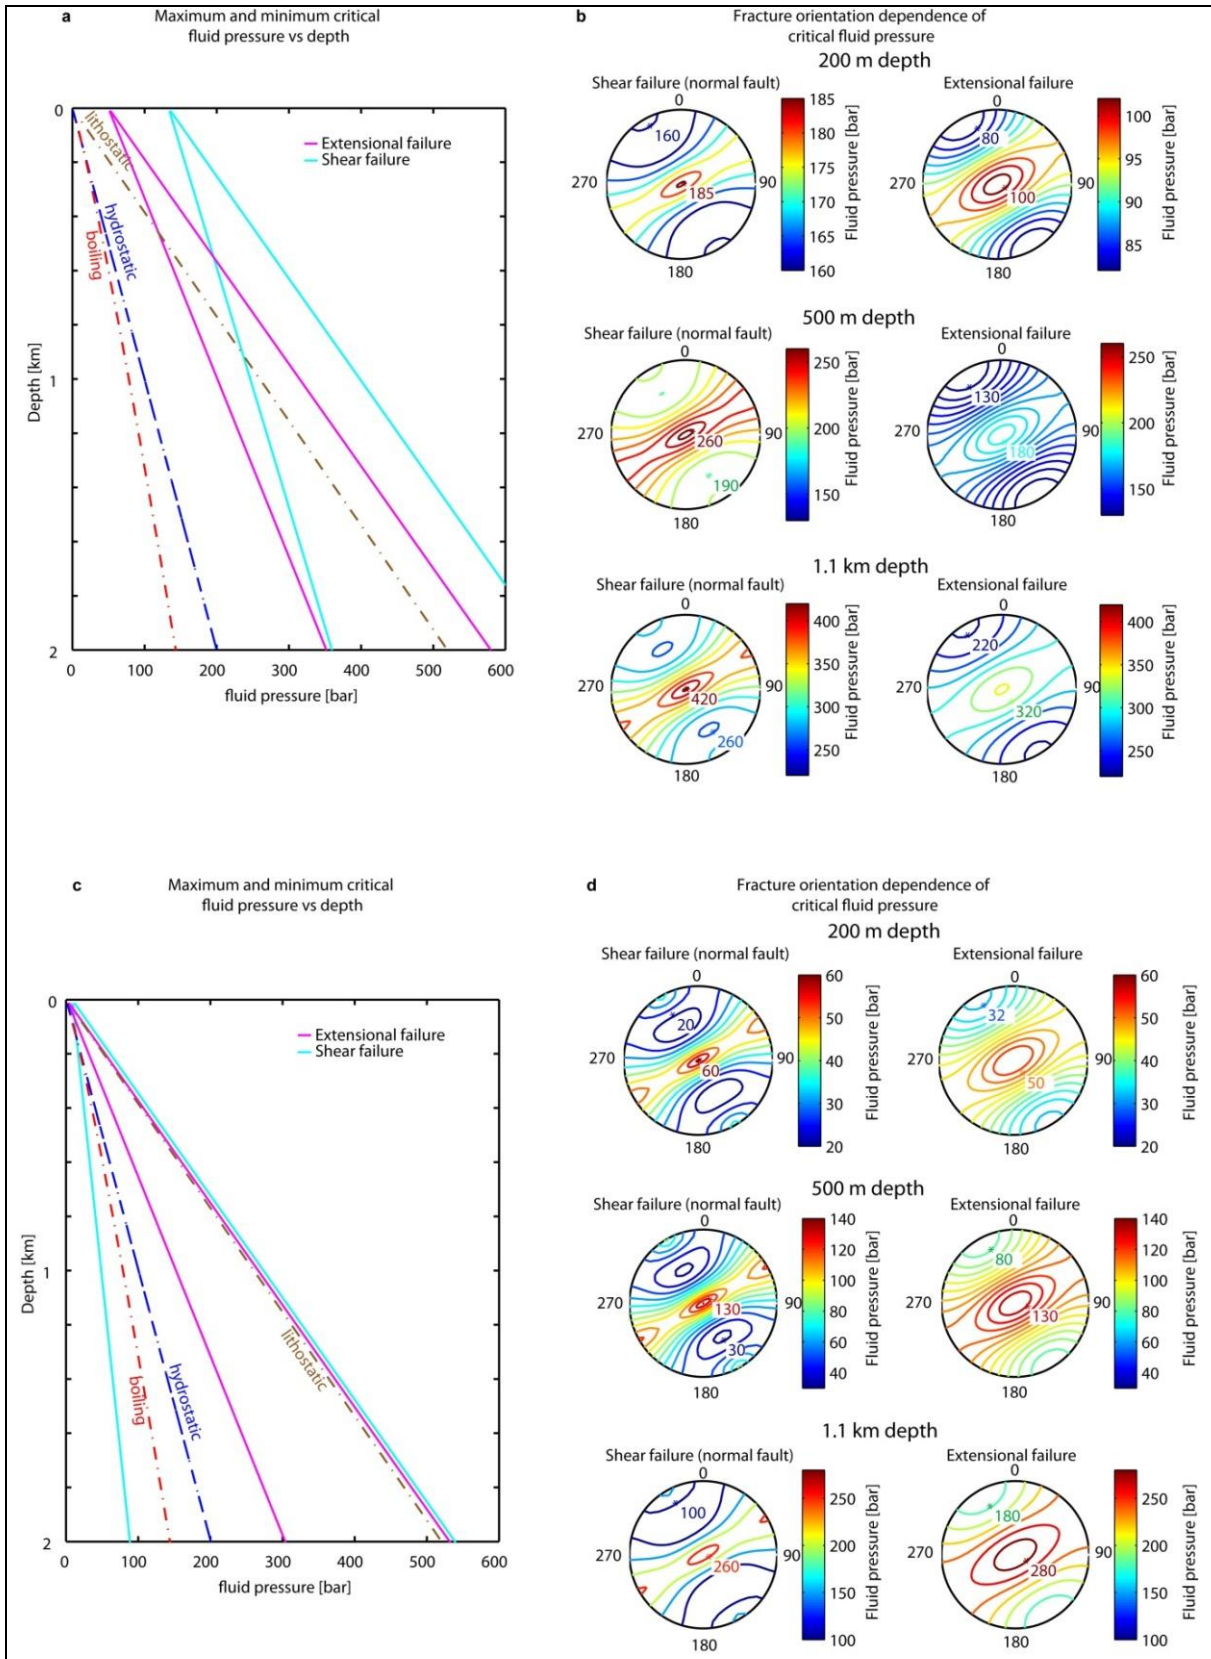 a
Maximum and minimum critical
fluid pressure vs depth
0
1
2
Depth [km]
lithostatic
hydrostatic
boiling
Extensional failure
Shear failure
0 100 200 300 400 500 600
fluid pressure [bar]
b
Fracture orientation dependence of
critical fluid pressure
200 m depth
Shear failure (normal fault)
0
270
90
180
160
185
185
180
175
170
165
160
Fluid pressure [bar]
Extensional failure
0
270
90
180
80
100
100
95
90
85
Fluid pressure [bar]
500 m depth
Shear failure (normal fault)
0
270
90
180
260
190
250
200
150
Fluid pressure [bar]
Extensional failure
0
270
90
180
130
180
250
200
150
Fluid pressure [bar]
1.1 km depth
Shear failure (normal fault)
0
270
90
180
420
260
400
350
300
250
Fluid pressure [bar]
Extensional failure
0
270
90
180
220
320
400
350
300
250
Fluid pressure [bar]
c
Maximum and minimum critical
fluid pressure vs depth
0
1
2
Depth [km]
Extensional failure
Shear failure
lithostatic
hydrostatic
boiling
0 100 200 300 400 500 600
fluid pressure [bar]
d
Fracture orientation dependence of
critical fluid pressure
200 m depth
Shear failure (normal fault)
0
270
90
180
20
60
60
50
40
30
20
Fluid pressure [bar]
Extensional failure
0
270
90
180
32
50
60
50
40
30
20
Fluid pressure [bar]
500 m depth
Shear failure (normal fault)
0
270
90
180
130
30
140
120
100
80
60
40
Fluid pressure [bar]
Extensional failure
0
270
90
180
80
130
140
120
100
80
60
40
Fluid pressure [bar]
1.1 km depth
Shear failure (normal fault)
0
270
90
180
100
260
250
200
150
100
Fluid pressure [bar]
Extensional failure
0
270
90
180
180
280
250
200
150
100
Fluid pressure [bar]